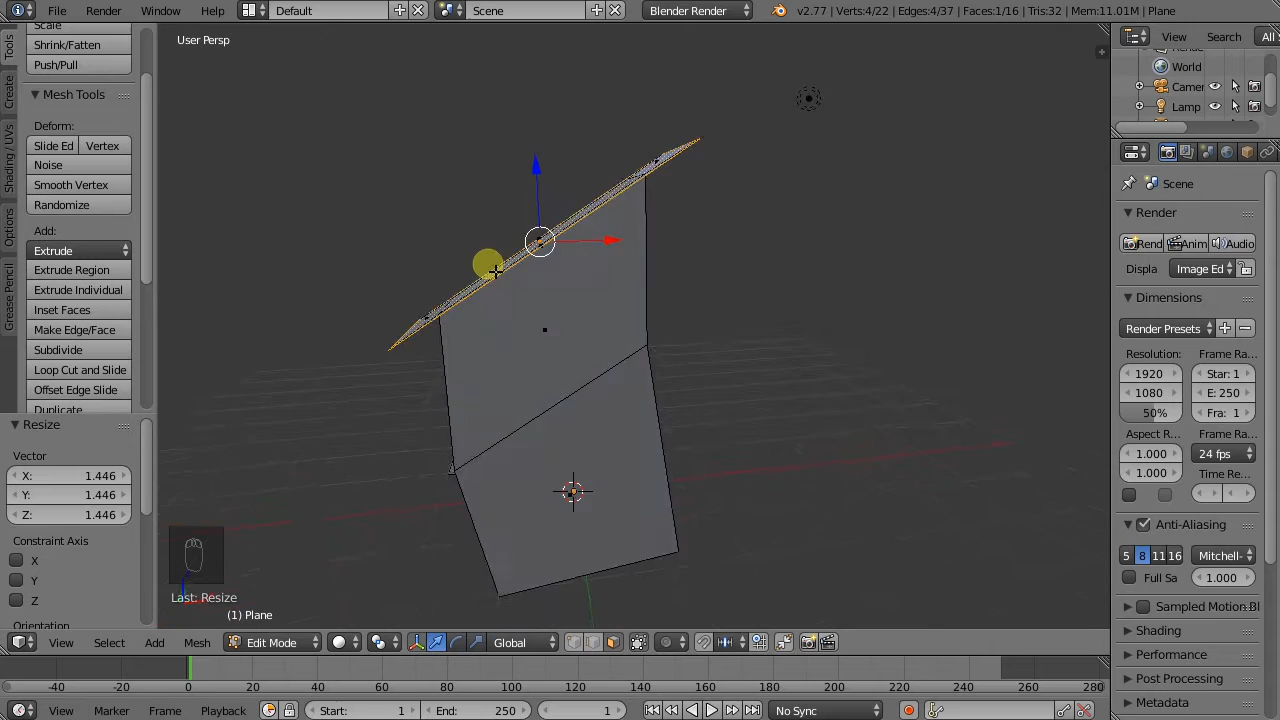 File Render Window Help Default Scene Blender Render v2.77 | Verts:4/22 | Edges:4/37 | Faces:1/16 | Tris:32 | Mem:11.01M | Plane
Tools
Create
Shading / UVs
Options
Grease Pencil
Scale
Shrink/Fatten
Push/Pull
Mesh Tools
Deform:
Slide Ed Vertex
Noise
Smooth Vertex
Randomize
Add:
Extrude
Extrude Region
Extrude Individual
Inset Faces
Make Edge/Face
Subdivide
Loop Cut and Slide
Offset Edge Slide
Duplicate
Resize
Vector
X: 1.446
Y: 1.446
Z: 1.446
Constraint Axis
X
Y
Z
Orientation
User Persp
Last: Resize
(1) Plane
View Select Add Mesh Edit Mode Global
-40 -20 0 20 40 60 80 100 120 140 160 180 200 220 240 260 280
View Marker Frame Playback Start: 1 End: 250 1 No Sync
View Search All S
World
Camer
Lamp
Scene
Render
Rend Anim Audio
Displa Image Ed
Dimensions
Render Presets
Resolution: Frame Ra...
1920 Star: 1
1080 E: 250
50% Fra: 1
Aspect R... Frame Ra...
1.000 24 fps
1.000 Time Re...
Anti-Aliasing
5 8 11 16 Mitchell-
Full Sa 1.000
Sampled Motion Bl
Shading
Performance
Post Processing
Metadata